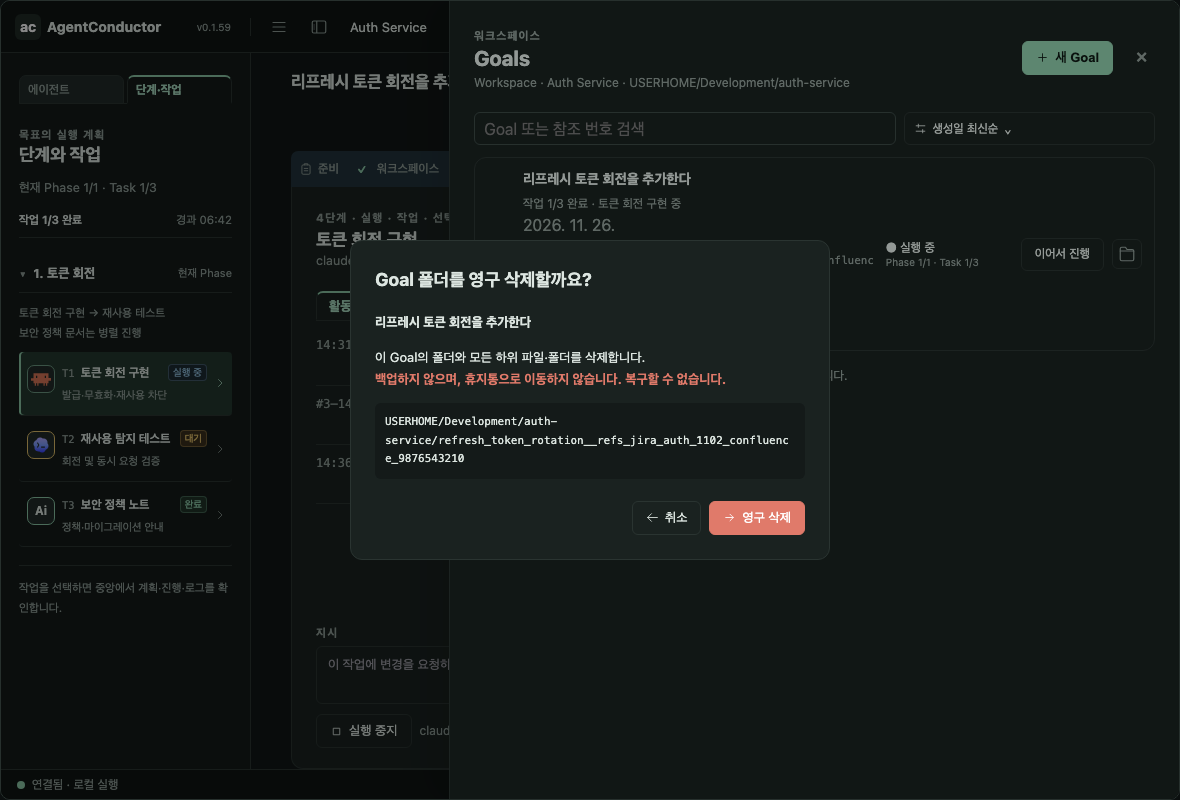 ac AgentConductor v0.1.59
Auth Service
에이전트
단계·작업
목표의 실행 계획
단계와 작업
현재 Phase 1/1 · Task 1/3
작업 1/3 완료
경과 06:42
▾ 1. 토큰 회전
현재 Phase
토큰 회전 구현 → 재사용 테스트
보안 정책 문서는 병렬 진행
T1 토큰 회전 구현 실행 중
발급·무효화·재사용 차단
T2 재사용 탐지 테스트 대기
회전 및 동시 요청 검증
Ai T3 보안 정책 노트 완료
정책·마이그레이션 안내
작업을 선택하면 중앙에서 계획·진행·로그를 확
인합니다.
연결됨 · 로컬 실행
리프레시 토큰 회전을 추
준비 ✓ 워크스페이스
4단계 · 실행 · 작업 · 선택
토큰 회전 구현
claude
활동
14:31
#3–14
14:36
지시
이 작업에 변경을 요청하
실행 중지
claud
워크스페이스
Goals
Workspace · Auth Service · USERHOME/Development/auth-service
+ 새 Goal
×
Goal 또는 참조 번호 검색
생성일 최신순
리프레시 토큰 회전을 추가한다
작업 1/3 완료 · 토큰 회전 구현 중
2026. 11. 26.
nfluenc
실행 중
Phase 1/1 · Task 1/3
이어서 진행
다.
Goal 폴더를 영구 삭제할까요?
리프레시 토큰 회전을 추가한다
이 Goal의 폴더와 모든 하위 파일·폴더를 삭제합니다.
백업하지 않으며, 휴지통으로 이동하지 않습니다. 복구할 수 없습니다.
USERHOME/Development/auth-
service/refresh_token_rotation__refs_jira_auth_1102_confluenc
e_9876543210
← 취소
→ 영구 삭제